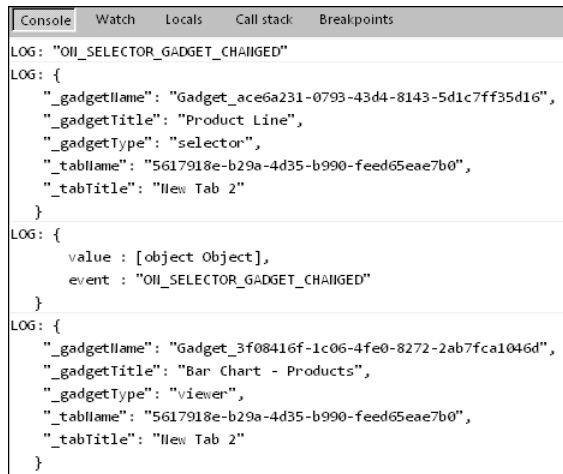 Console Watch Locals Call stack Breakpoints
LOG: "ON_SELECTOR_GADGET_CHANGED"
LOG: {
"_gadgetName": "Gadget_ace6a231-0793-43d4-8143-5d1c7ff35d16",
"_gadgetTitle": "Product Line",
"_gadgetType": "selector",
"_tabName": "5617918e-b29a-4d35-b990-feed65eae7b0",
"_tabTitle": "New Tab 2"
}
LOG: {
value : [object Object],
event : "ON_SELECTOR_GADGET_CHANGED"
}
LOG: {
"_gadgetName": "Gadget_3f08416f-1c06-4fe0-8272-2ab7fca1046d",
"_gadgetTitle": "Bar Chart - Products",
"_gadgetType": "viewer",
"_tabName": "5617918e-b29a-4d35-b990-feed65eae7b0",
"_tabTitle": "New Tab 2"
}